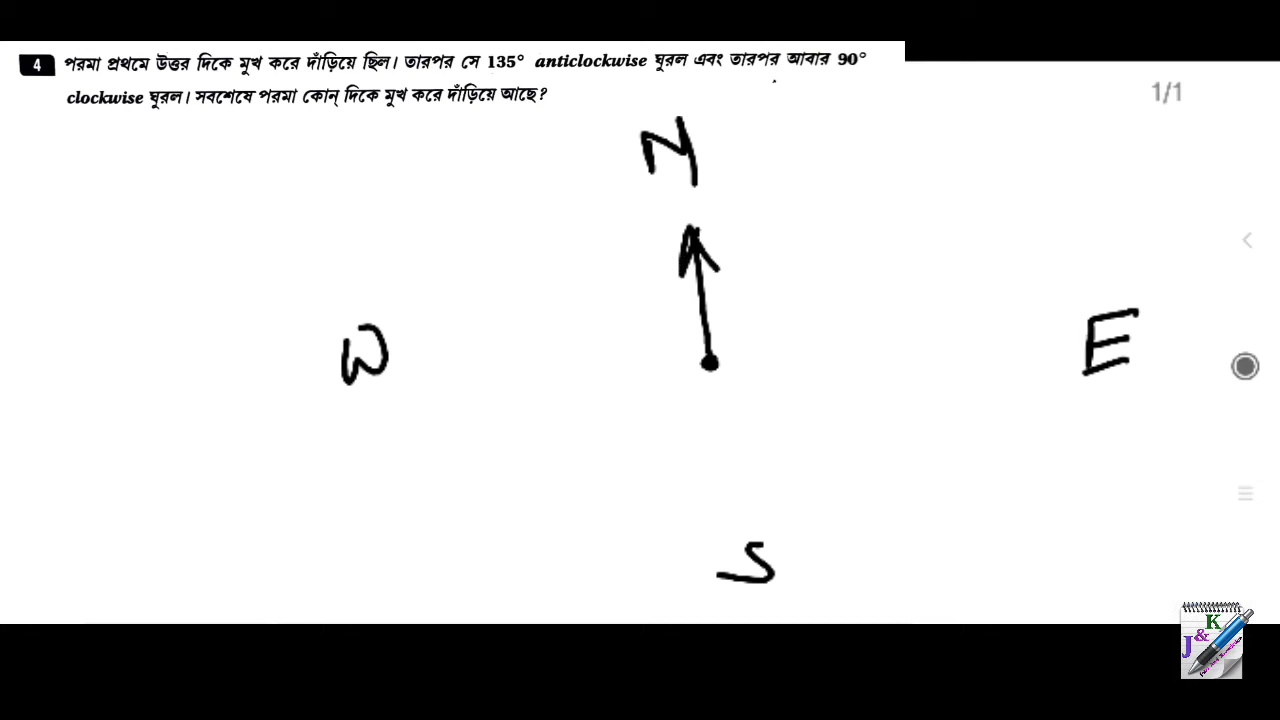 4 পরমা প্রথমে উত্তর দিকে মুখ করে দাঁড়িয়ে ছিল। তারপর সে 135° anticlockwise ঘুরল এবং তারপর আবার 90°
clockwise ঘুরল। সবশেষে পরমা কোন্ দিকে মুখ করে দাঁড়িয়ে আছে?
1/1
N
W
E
S
J&K